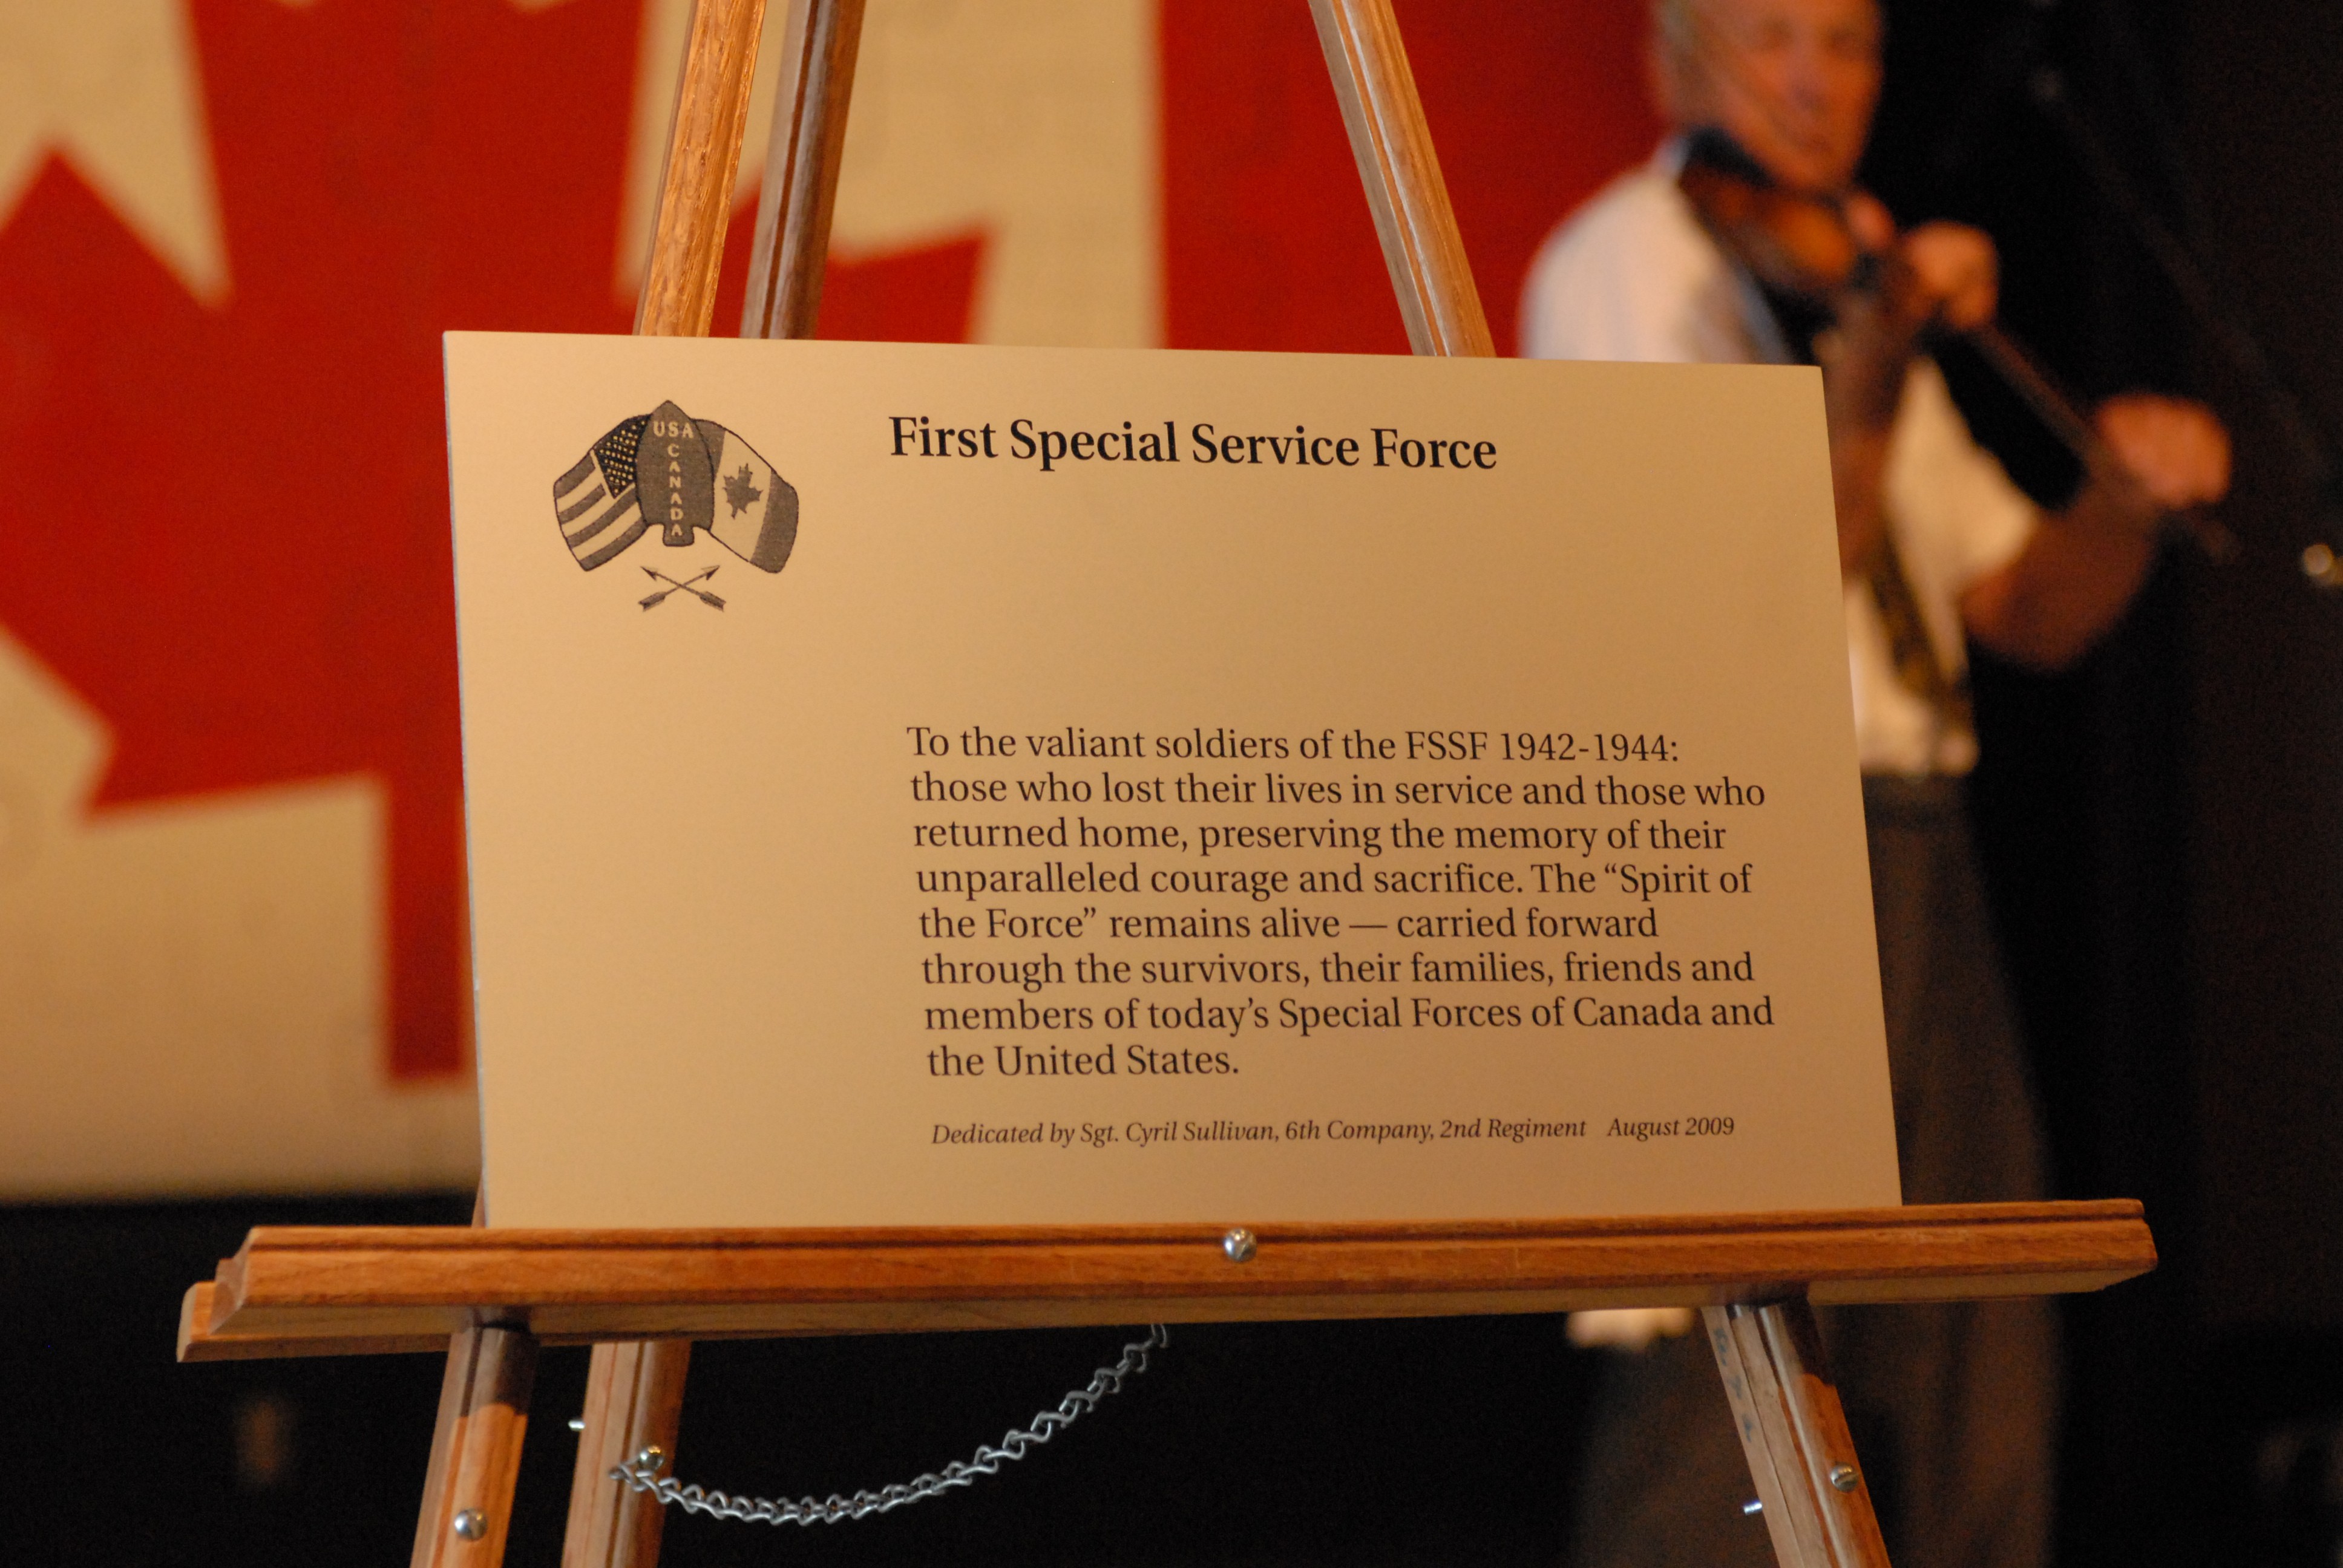 USA
CANADA
First Special Service Force
To the valiant soldiers of the FSSF 1942-1944:
those who lost their lives in service and those who
returned home, preserving the memory of their
unparalleled courage and sacrifice. The “Spirit of
the Force” remains alive — carried forward
through the survivors, their families, friends and
members of today’s Special Forces of Canada and
the United States.
Dedicated by Sgt. Cyril Sullivan, 6th Company, 2nd Regiment August 2009